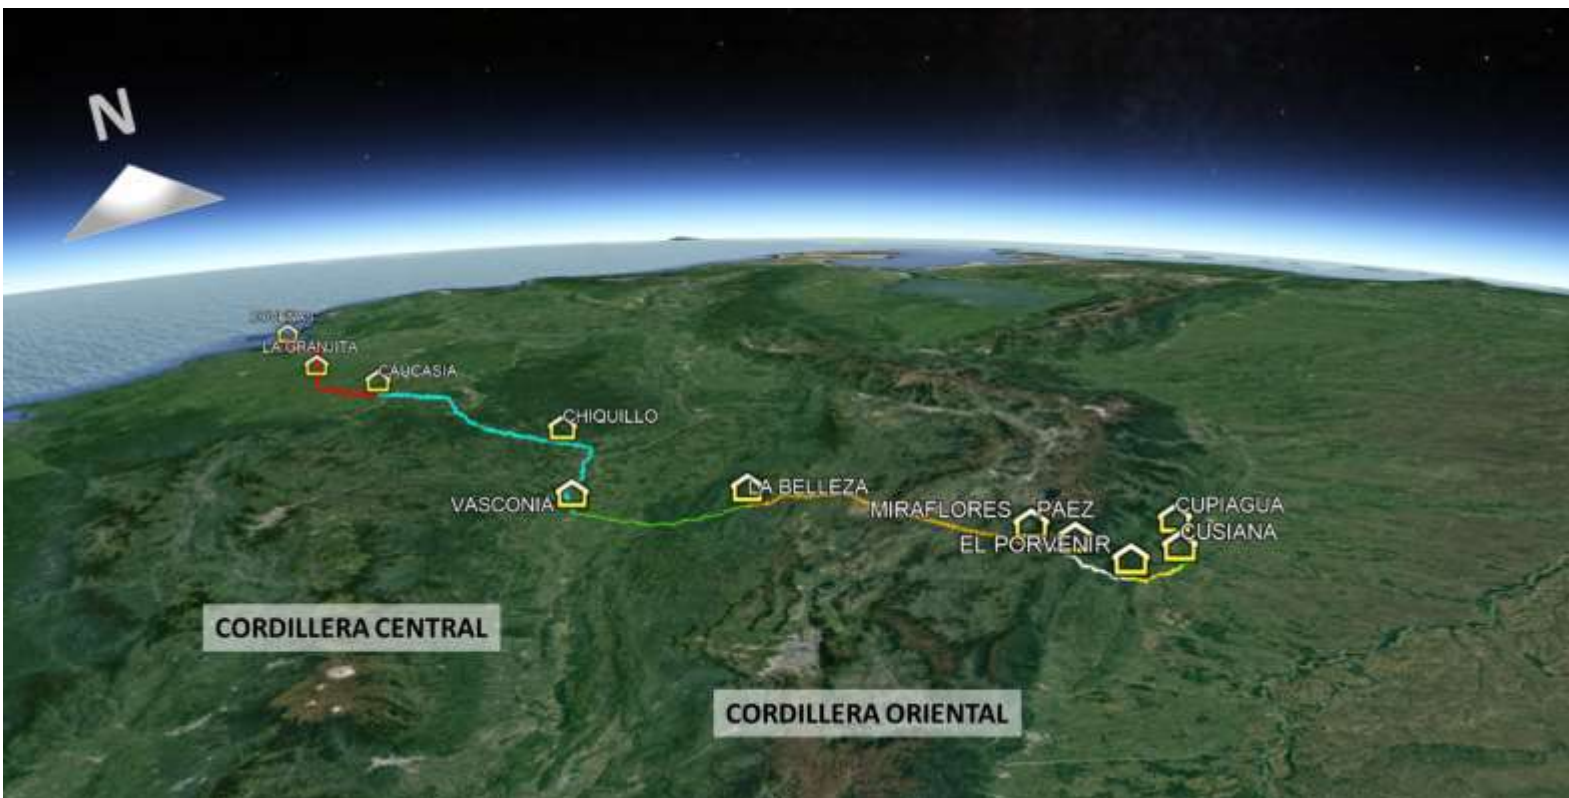 N
LA GRANJITA
CAUCASIA
CHIQUILLO
VASCONIA
LA BELLEZA
MIRAFLORES
PAEZ
CUPIAGUA
EL PORVENIR
CUSIANA
CORDILLERA CENTRAL
CORDILLERA ORIENTAL